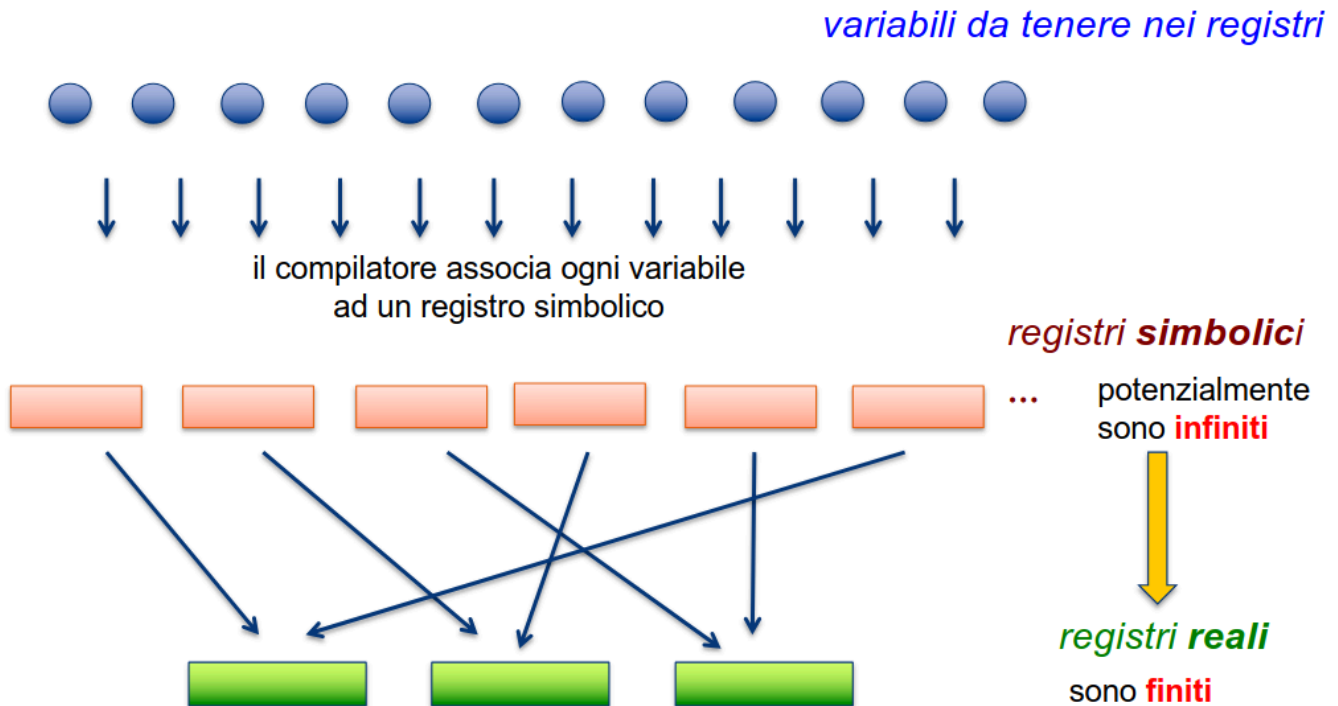 variabili da tenere nei registri
il compilatore associa ogni variabile
ad un registro simbolico
registri simbolici
...
potenzialmente
sono infiniti
registri reali
sono finiti